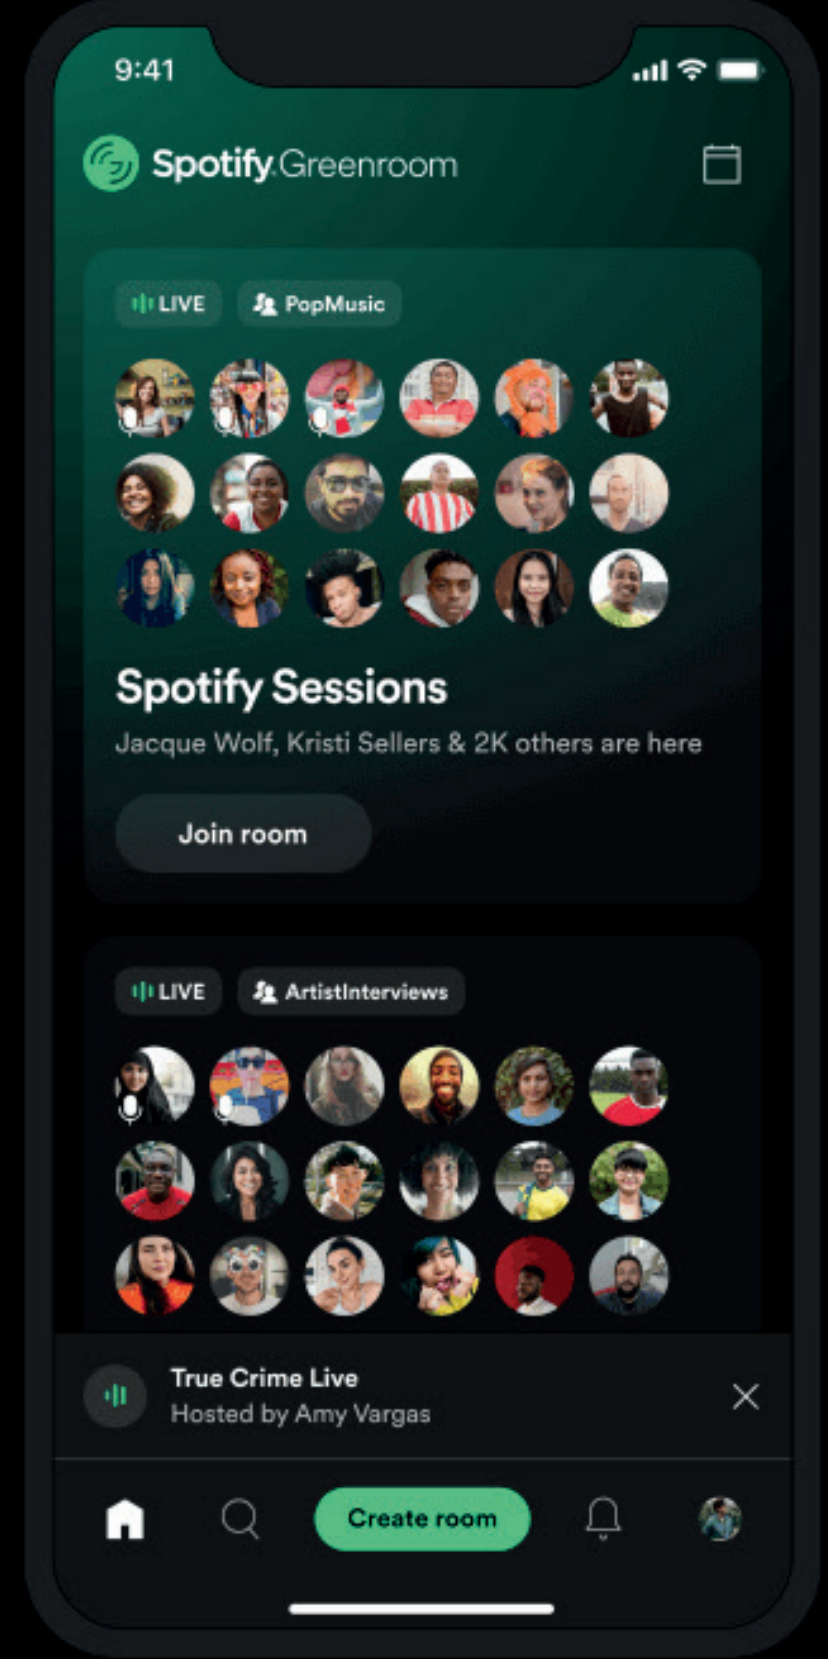 9:41
Spotify Greenroom
LIVE
PopMusic
Spotify Sessions
Jacque Wolf, Kristi Sellers & 2K others are here
Join room
LIVE
ArtistInterviews
True Crime Live
Hosted by Amy Vargas
Create room